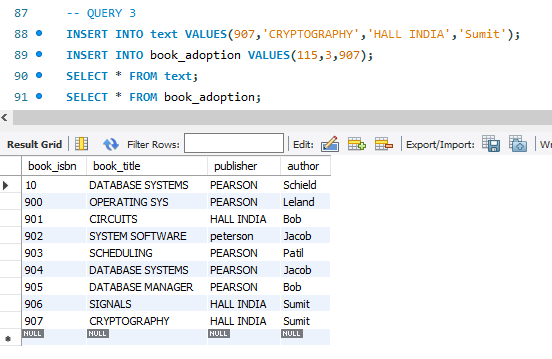 87 -- QUERY 3
88 INSERT INTO text VALUES(907,'CRYPTOGRAPHY','HALL INDIA','Sumit');
89 INSERT INTO book_adoption VALUES(115,3,907);
90 SELECT * FROM text;
91 SELECT * FROM book_adoption;
Result Grid Filter Rows: Edit: Export/Import:
book_isbn book_title publisher author
10 DATABASE SYSTEMS PEARSON Schield
900 OPERATING SYS PEARSON Leland
901 CIRCUITS HALL INDIA Bob
902 SYSTEM SOFTWARE peterson Jacob
903 SCHEDULING PEARSON Patil
904 DATABASE SYSTEMS PEARSON Jacob
905 DATABASE MANAGER PEARSON Bob
906 SIGNALS HALL INDIA Sumit
907 CRYPTOGRAPHY HALL INDIA Sumit
NULL NULL NULL NULL